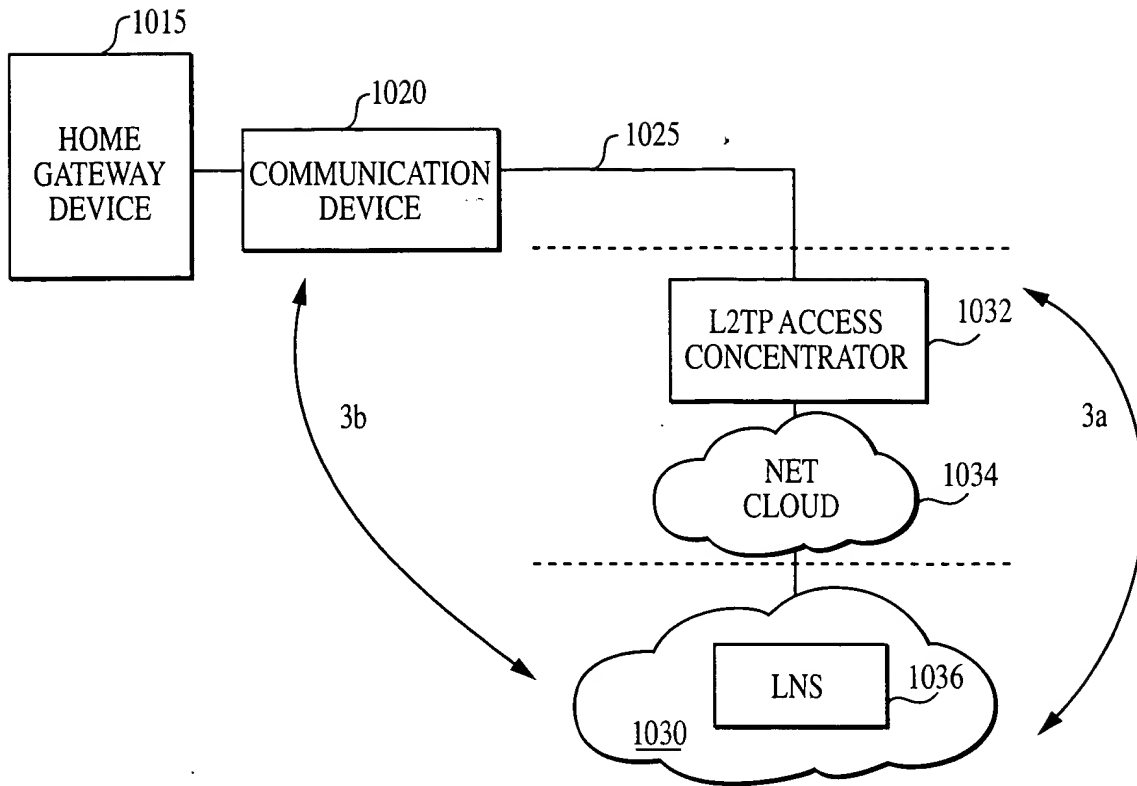 1015
HOME
GATEWAY
DEVICE
1020
COMMUNICATION
DEVICE
1025
L2TP ACCESS
CONCENTRATOR
1032
3b
3a
NET
CLOUD
1034
LNS
1036
1030